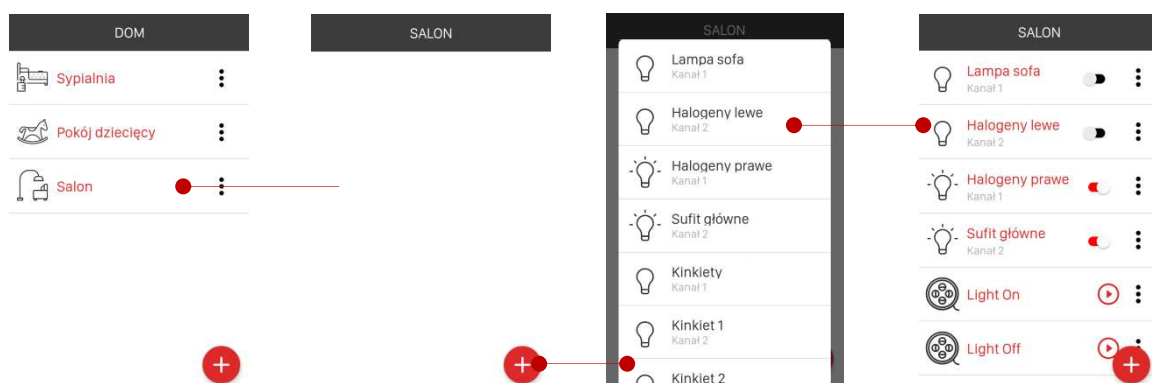 DOM
Sypialnia
Pokój dziecięcy
Salon
SALON
SALON
Lampa sofa
Kanał 1
Halogeny lewe
Kanał 2
Halogeny prawe
Kanał 1
Sufit główne
Kanał 2
Kinkiety
Kanał 1
Kinkiet 1
Kanał 2
Kinkiet 2
SALON
Lampa sofa
Kanał 1
Halogeny lewe
Kanał 2
Halogeny prawe
Kanał 1
Sufit główne
Kanał 2
Light On
Light Off